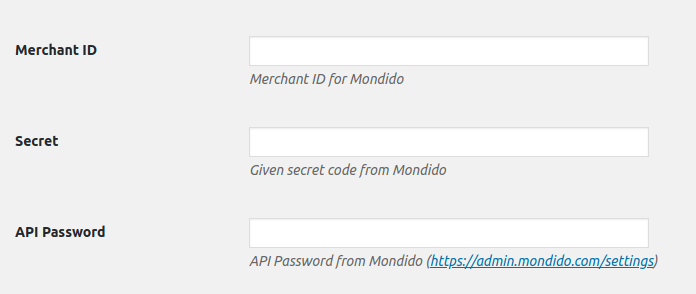 Merchant ID
Merchant ID for Mondido
Secret
Given secret code from Mondido
API Password
API Password from Mondido (https://admin.mondido.com/settings)